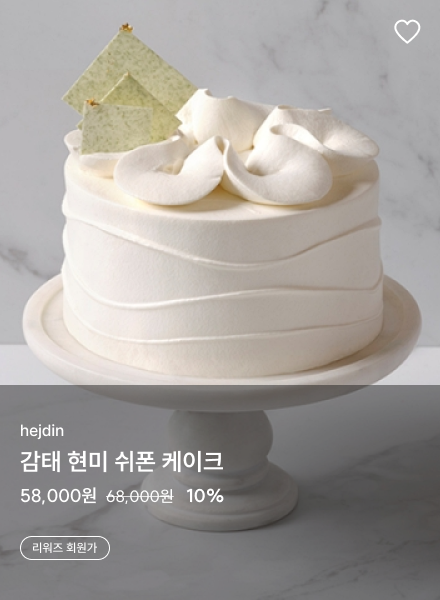 hejdin
감태 현미 쉬폰 케이크
58,000원 68,000원 10%
리워즈 회원가